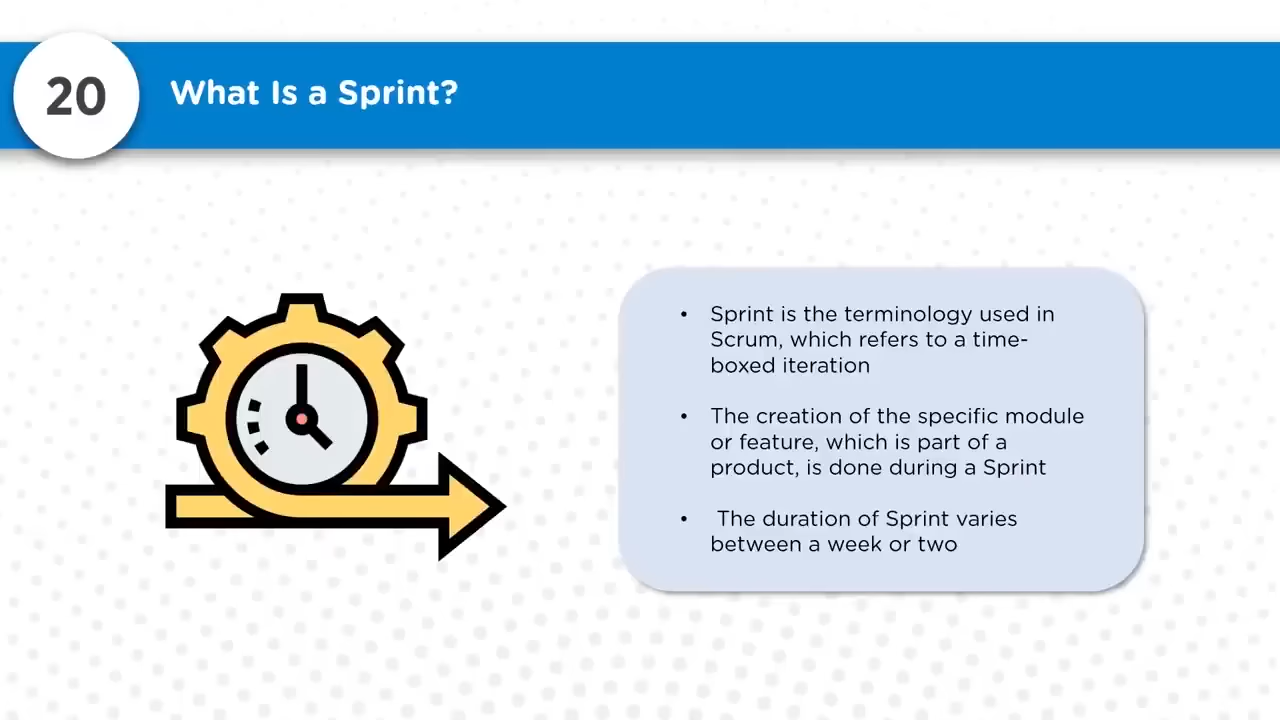 20
What Is a Sprint?
• Sprint is the terminology used in
Scrum, which refers to a time-
boxed iteration
• The creation of the specific module
or feature, which is part of a
product, is done during a Sprint
• The duration of Sprint varies
between a week or two